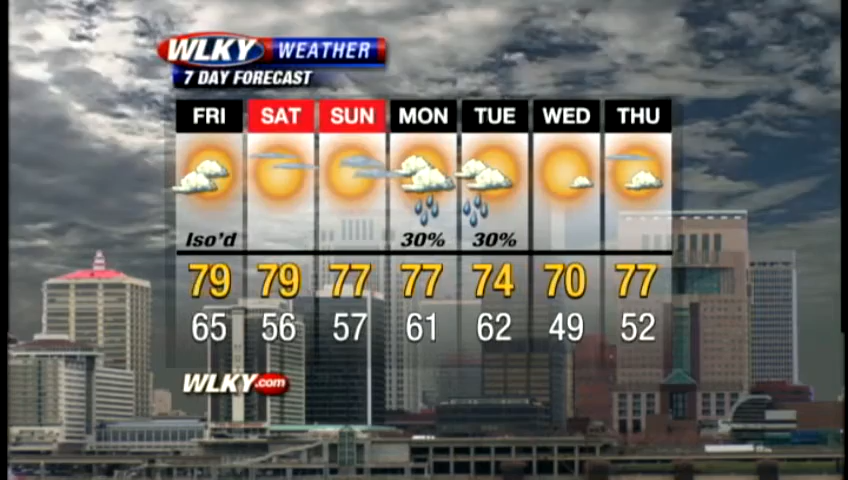 WLKY WEATHER
7 DAY FORECAST
FRI SAT SUN MON TUE WED THU
Iso'd 30% 30%
79 79 77 77 74 70 77
65 56 57 61 62 49 52
WLKY.com